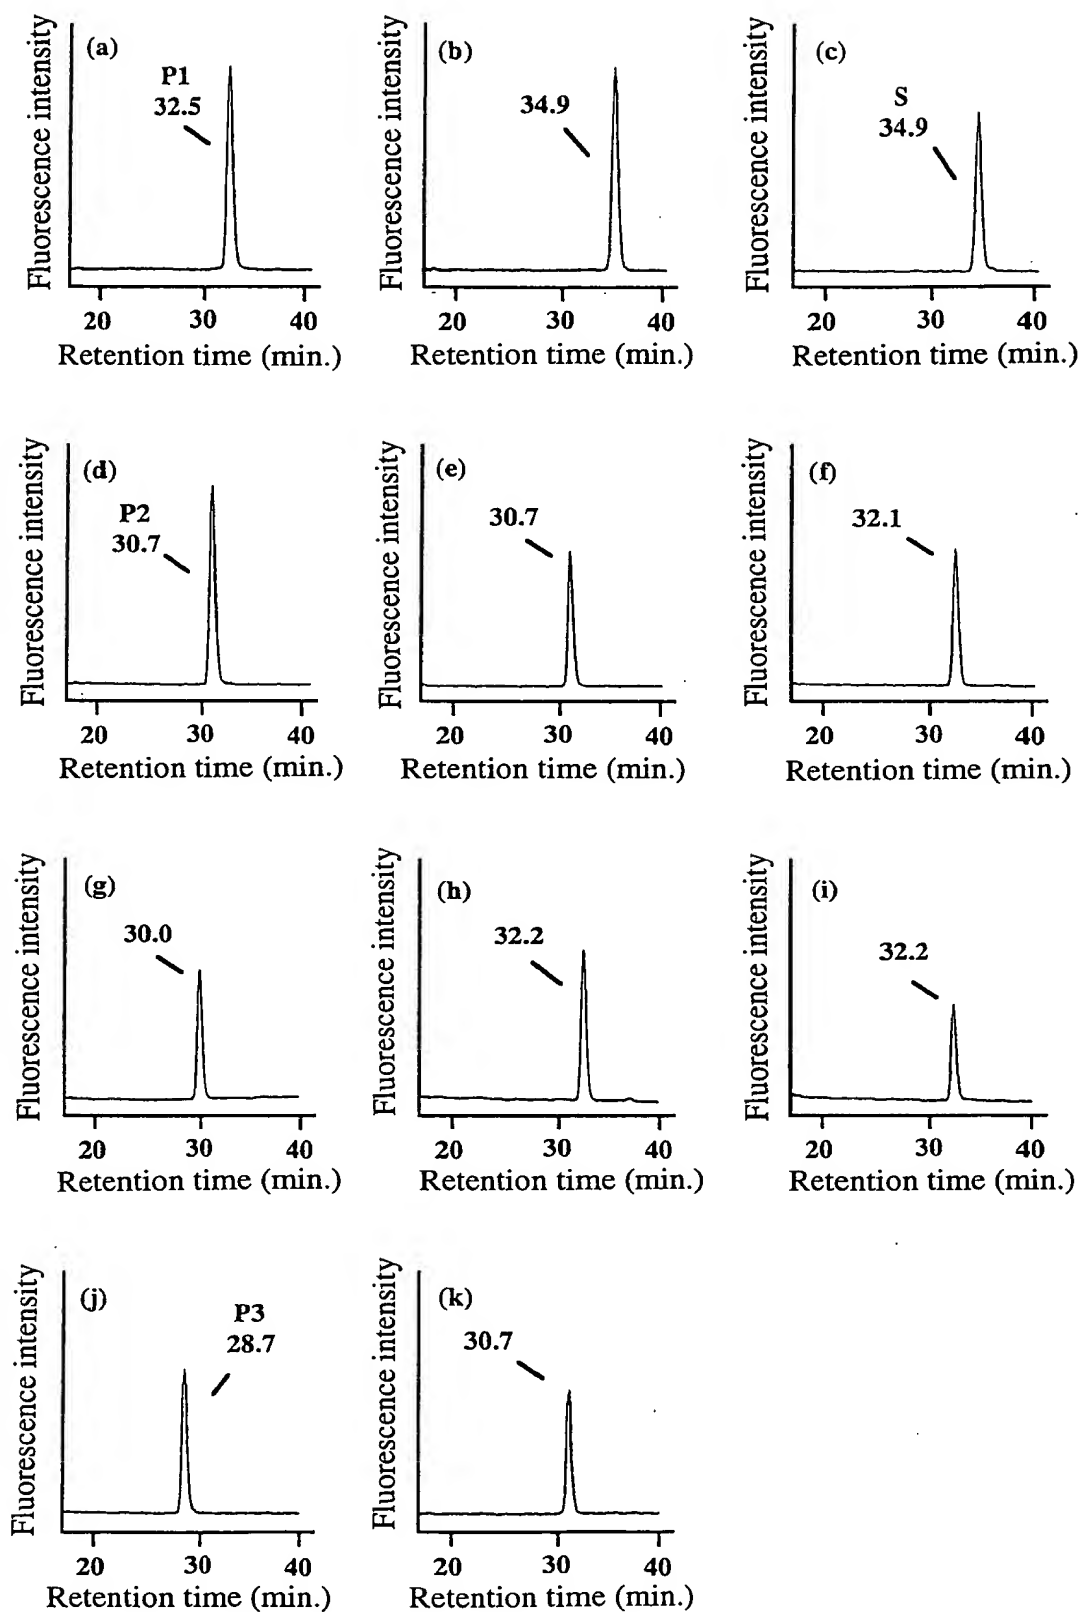 (a)
P1
32.5
Fluorescence intensity
20 30 40
Retention time (min.)
(b)
34.9
Fluorescence intensity
20 30 40
Retention time (min.)
(c)
S
34.9
Fluorescence intensity
20 30 40
Retention time (min.)
(d)
P2
30.7
Fluorescence intensity
20 30 40
Retention time (min.)
(e)
30.7
Fluorescence intensity
20 30 40
Retention time (min.)
(f)
32.1
Fluorescence intensity
20 30 40
Retention time (min.)
(g)
30.0
Fluorescence intensity
20 30 40
Retention time (min.)
(h)
32.2
Fluorescence intensity
20 30 40
Retention time (min.)
(i)
32.2
Fluorescence intensity
20 30 40
Retention time (min.)
(j)
P3
28.7
Fluorescence intensity
20 30 40
Retention time (min.)
(k)
30.7
Fluorescence intensity
20 30 40
Retention time (min.)